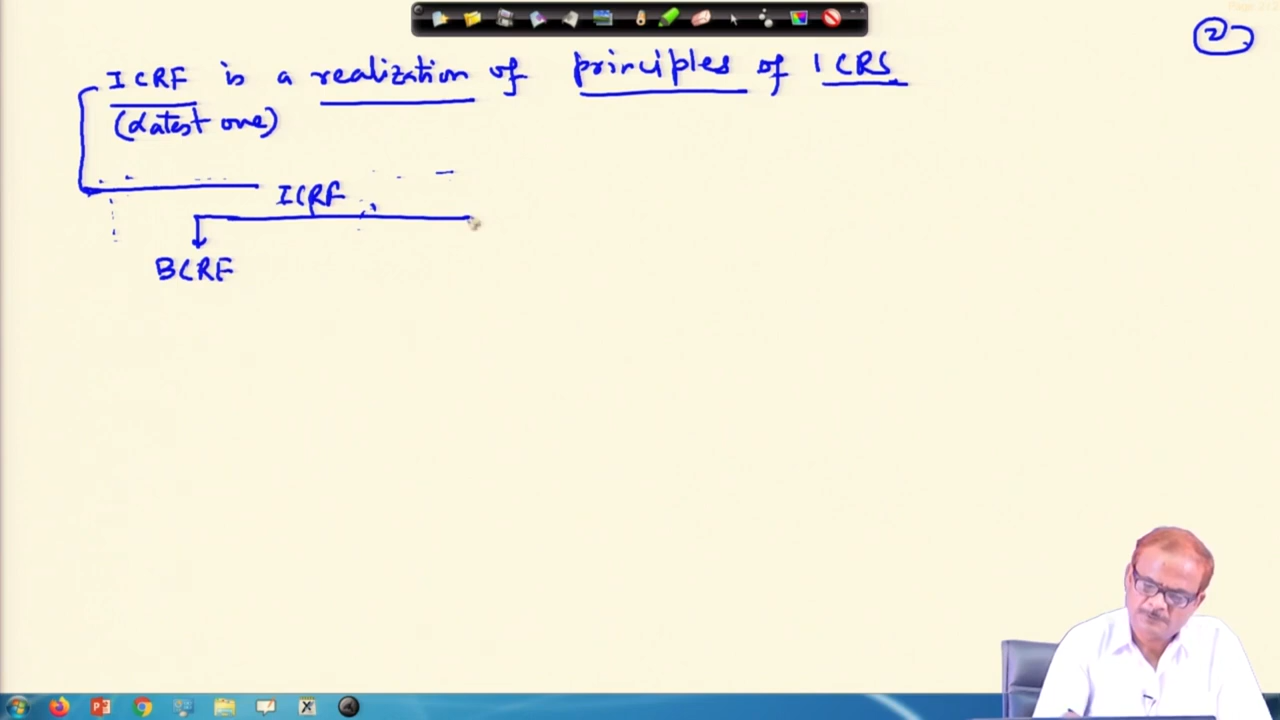 2
ICRF is a realization of principles of ICRS
(Latest one)
ICRF
BCRF